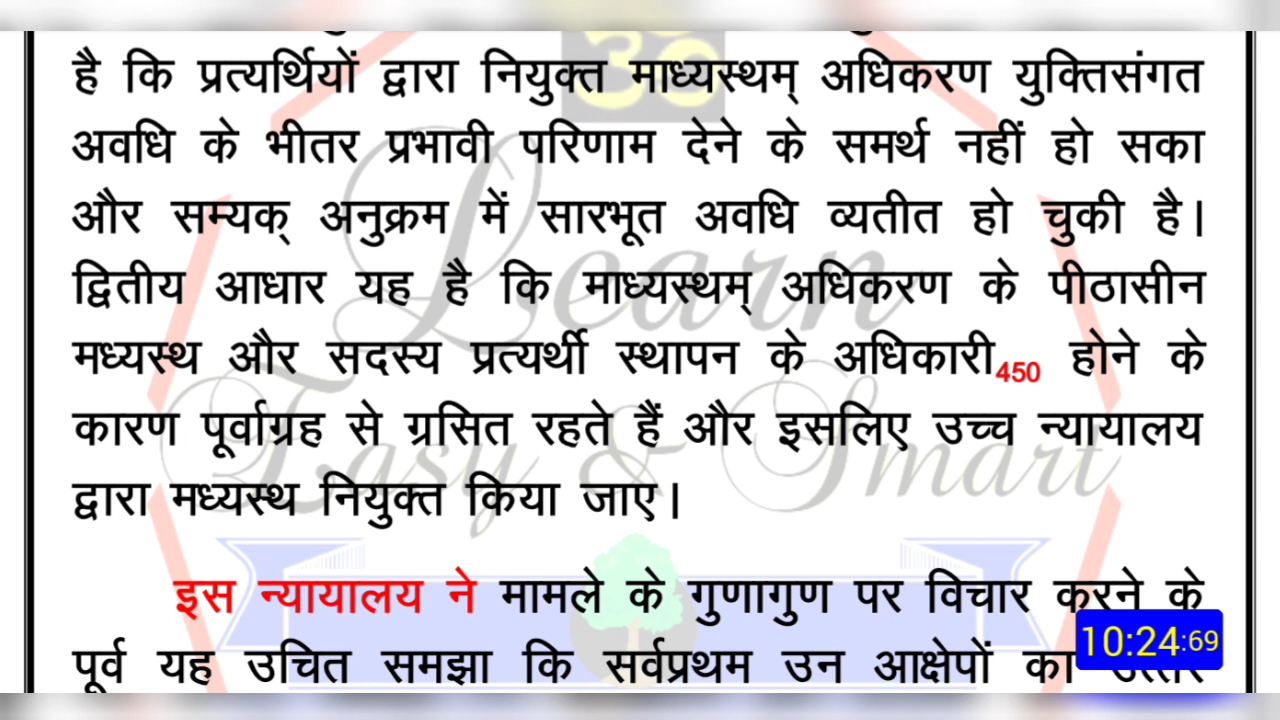 है कि प्रत्यर्थियों द्वारा नियुक्त माध्यस्थम् अधिकरण युक्तिसंगत
अवधि के भीतर प्रभावी परिणाम देने के समर्थ नहीं हो सका
और सम्यक् अनुक्रम में सारभूत अवधि व्यतीत हो चुकी है।
द्वितीय आधार यह है कि माध्यस्थम् अधिकरण के पीठासीन
मध्यस्थ और सदस्य प्रत्यर्थी स्थापन के अधिकारी450 होने के
कारण पूर्वाग्रह से ग्रसित रहते हैं और इसलिए उच्च न्यायालय
द्वारा मध्यस्थ नियुक्त किया जाए।
इस न्यायालय ने मामले के गुणागुण पर विचार करने के
पूर्व यह उचित समझा कि सर्वप्रथम उन आक्षेपों का
10:24:69
Learn
Easy & Smart